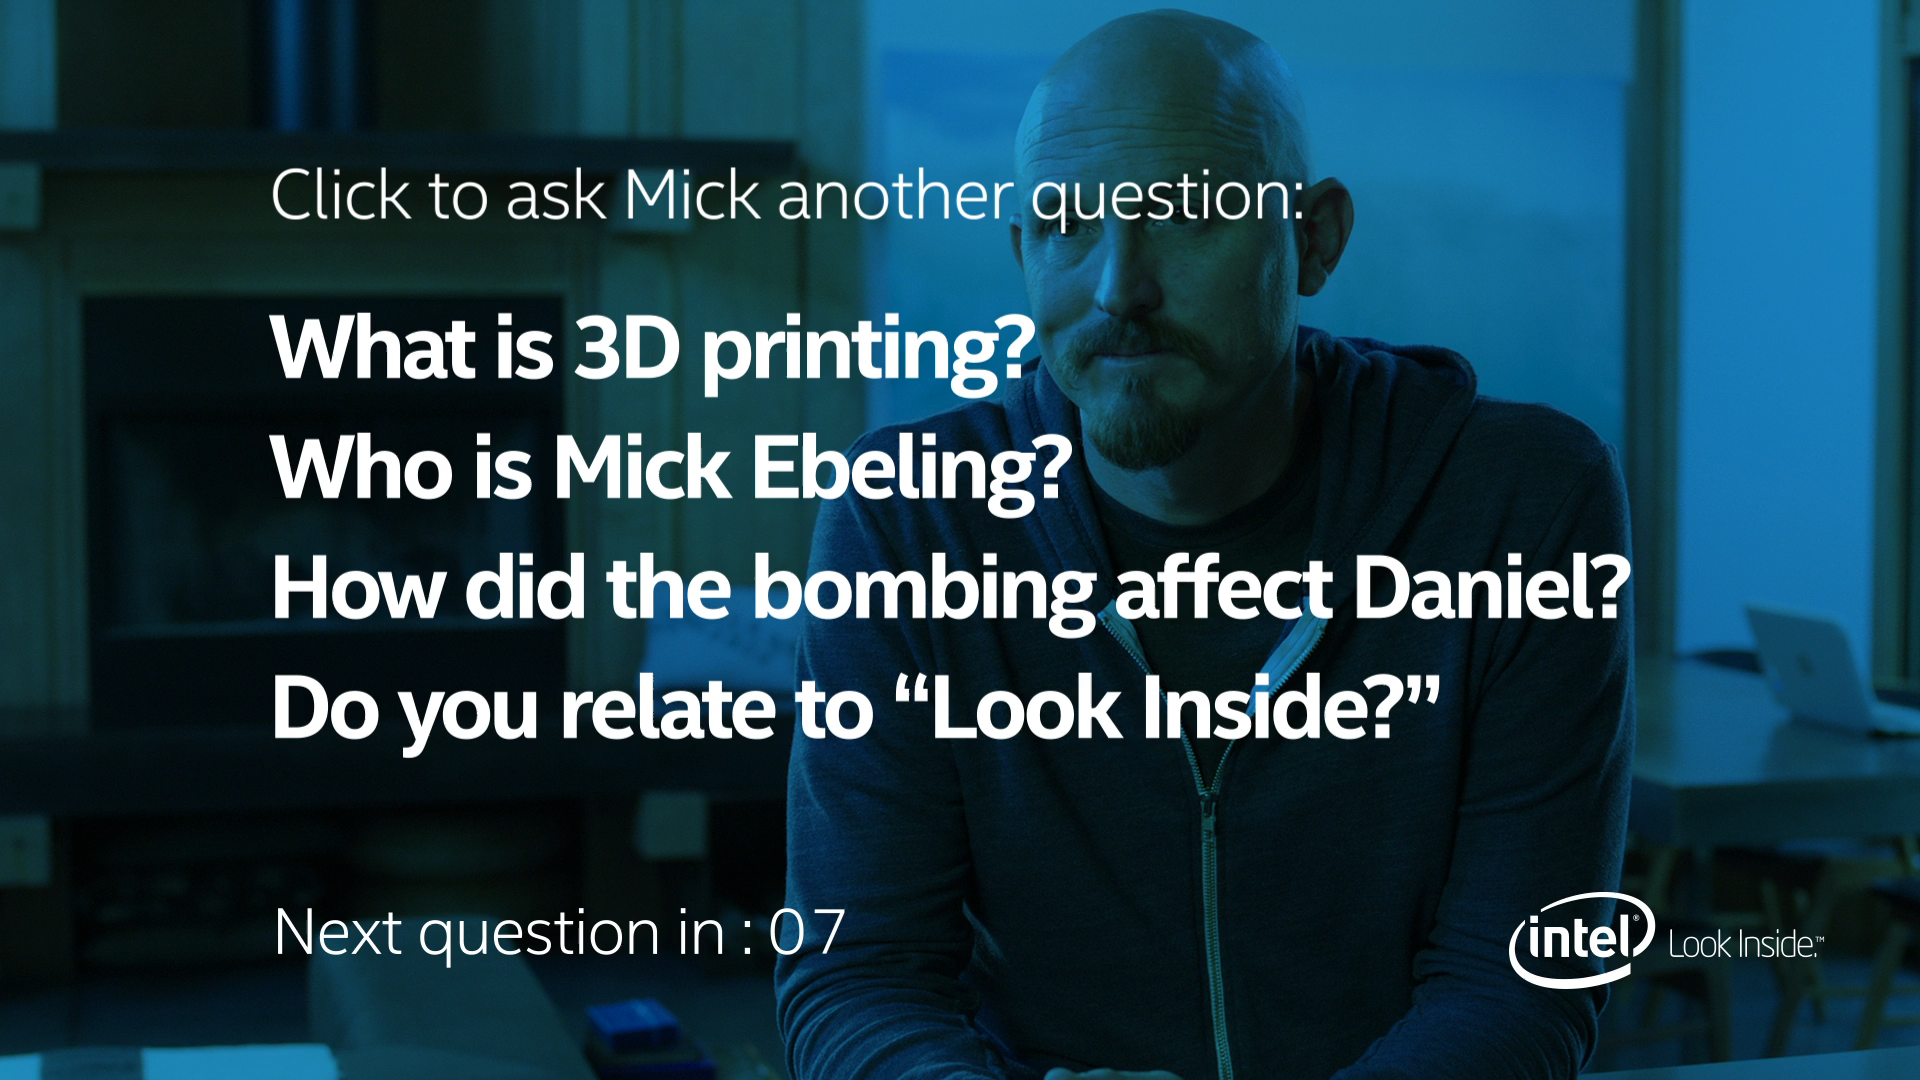 Click to ask Mick another question:
What is 3D printing?
Who is Mick Ebeling?
How did the bombing affect Daniel?
Do you relate to “Look Inside?”
Next question in : 07
intel® Look Inside.™